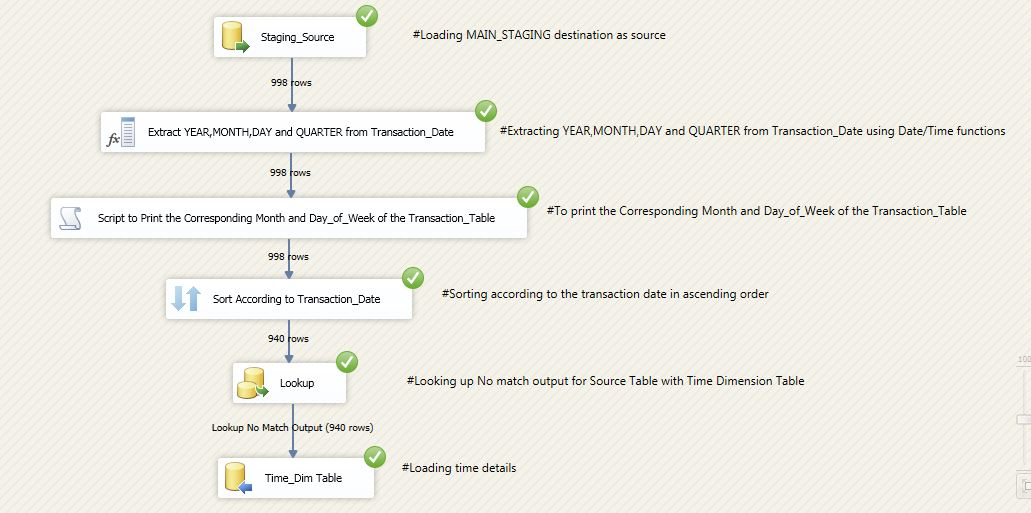 Staging_Source
#Loading MAIN_STAGING destination as source
998 rows
fx
Extract YEAR,MONTH,DAY and QUARTER from Transaction_Date
#Extracting YEAR,MONTH,DAY and QUARTER from Transaction_Date using Date/Time functions
998 rows
Script to Print the Corresponding Month and Day_of_Week of the Transaction_Table
#To print the Corresponding Month and Day_of_Week of the Transaction_Table
998 rows
Sort According to Transaction_Date
#Sorting according to the transaction date in ascending order
940 rows
100
Lookup
#Looking up No match output for Source Table with Time Dimension Table
Lookup No Match Output (940 rows)
Time_Dim Table
#Loading time details